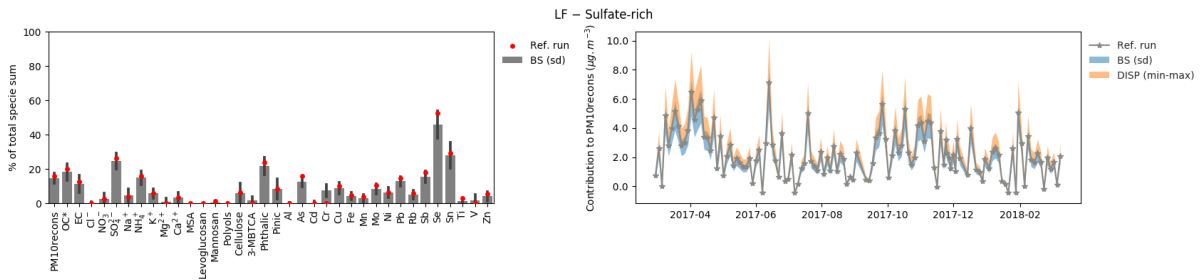 LF − Sulfate-rich
% of total specie sum
100
80
60
40
20
0
PM10recons
OC*
EC
Cl⁻
NO₃⁻
SO₄²⁻
Na⁺
NH₄⁺
K⁺
Mg²⁺
Ca²⁺
MSA
Levoglucosan
Mannosan
Polyols
Cellulose
3-MBTCA
Phthalic
Pinic
Al
As
Cd
Cr
Cu
Fe
Mn
Mo
Ni
Pb
Rb
Sb
Se
Sn
Ti
V
Zn
Ref. run
BS (sd)
Contribution to PM10recons (μg. m⁻³)
10.0
8.0
6.0
4.0
2.0
0.0
2017-04
2017-06
2017-08
2017-10
2017-12
2018-02
Ref. run
BS (sd)
DISP (min-max)